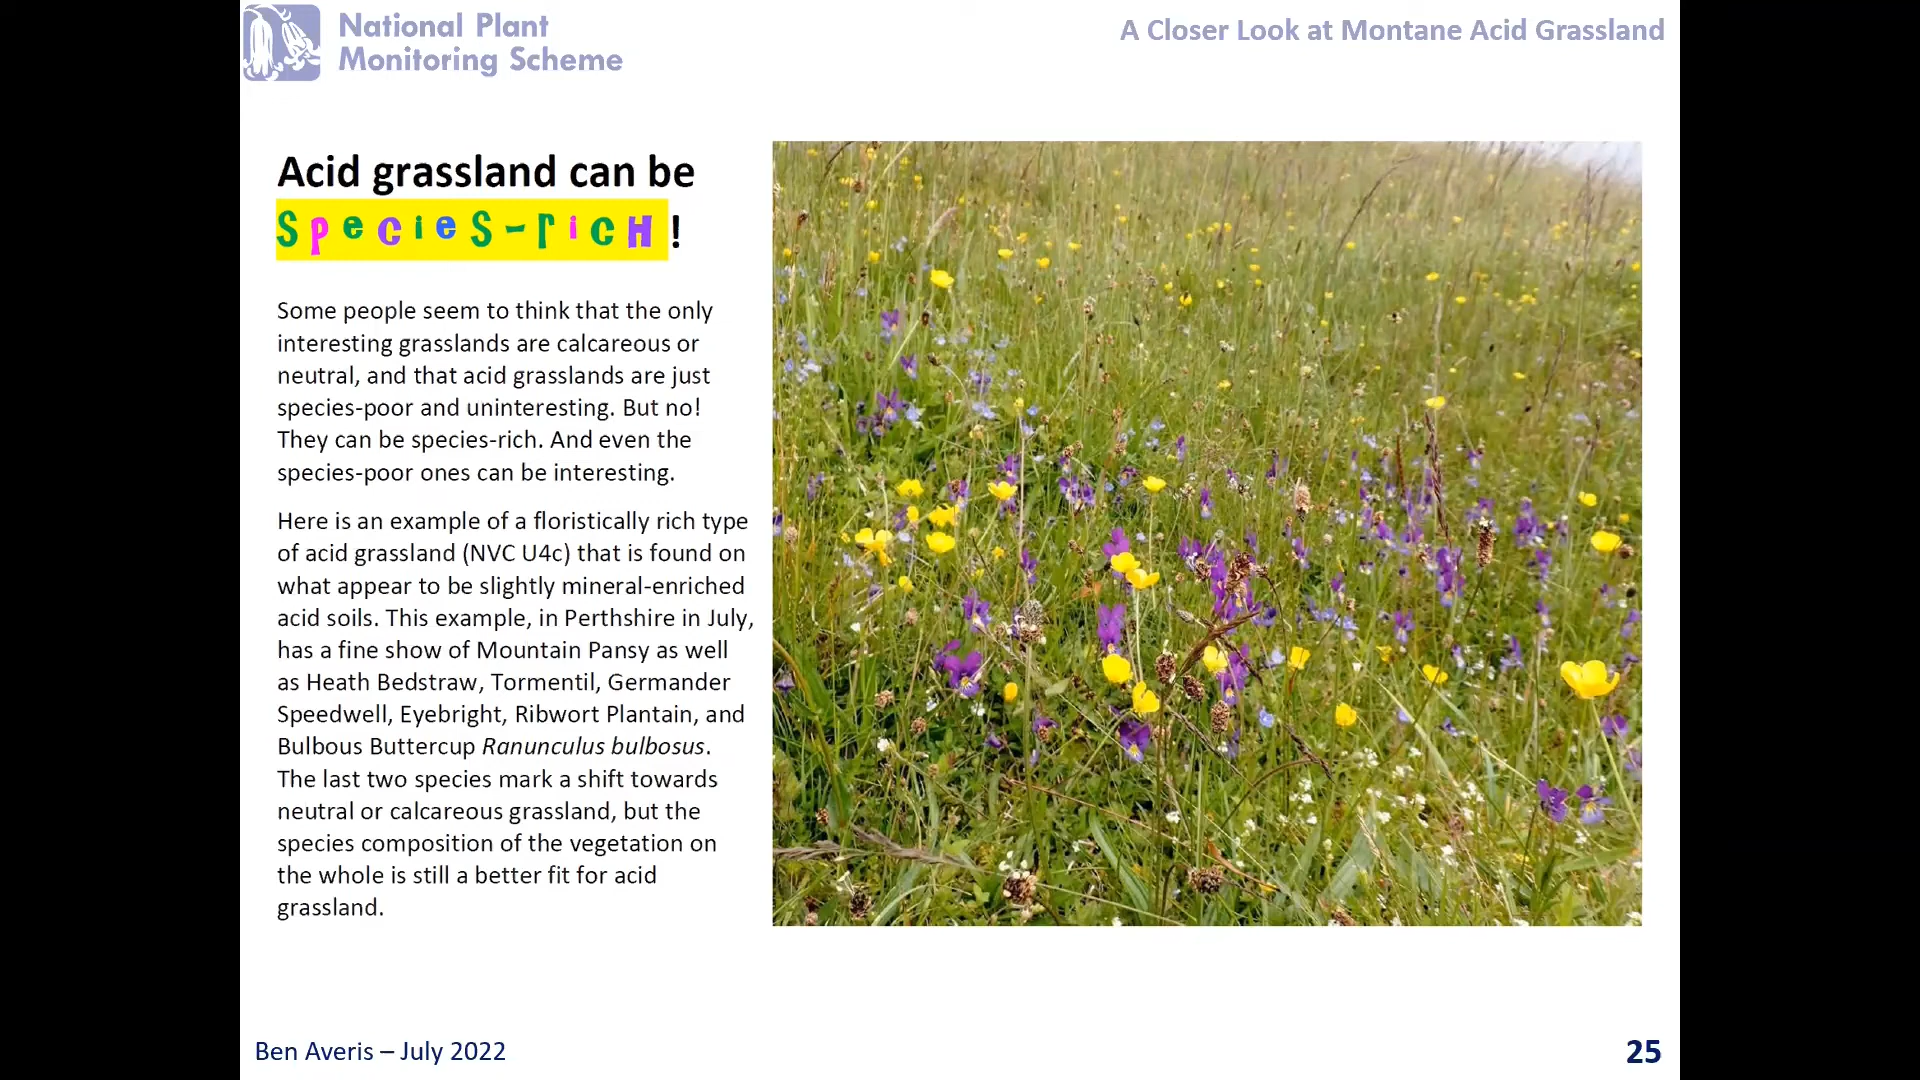 National Plant
Monitoring Scheme
A Closer Look at Montane Acid Grassland
Acid grassland can be
SpecieS-ricH !
Some people seem to think that the only
interesting grasslands are calcareous or
neutral, and that acid grasslands are just
species-poor and uninteresting. But no!
They can be species-rich. And even the
species-poor ones can be interesting.
Here is an example of a floristically rich type
of acid grassland (NVC U4c) that is found on
what appear to be slightly mineral-enriched
acid soils. This example, in Perthshire in July,
has a fine show of Mountain Pansy as well
as Heath Bedstraw, Tormentil, Germander
Speedwell, Eyebright, Ribwort Plantain, and
Bulbous Buttercup Ranunculus bulbosus.
The last two species mark a shift towards
neutral or calcareous grassland, but the
species composition of the vegetation on
the whole is still a better fit for acid
grassland.
Ben Averis – July 2022
25